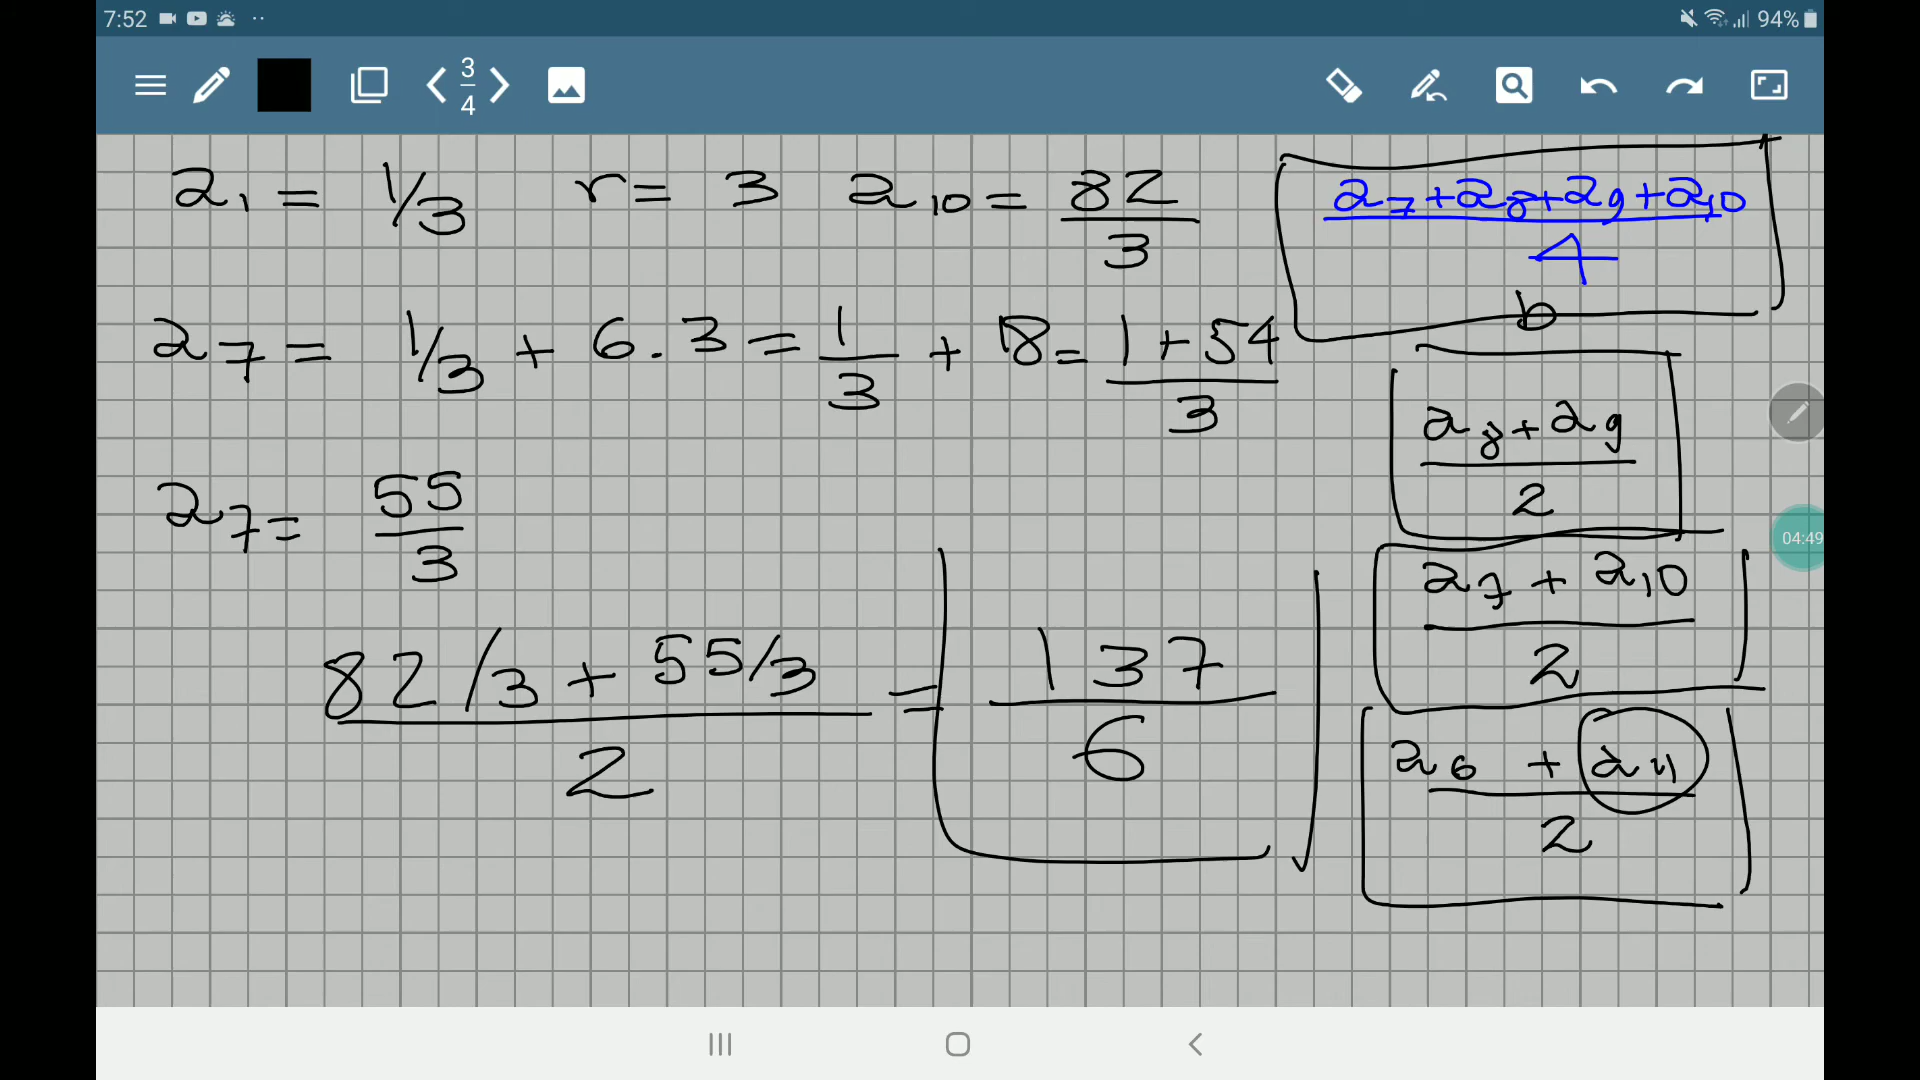 7:52
94%
3
4
a₁ = 1/3 r = 3 a₁₀ = 82/3
a₇+a₈+a₉+a₁₀
4
b
a₇ = 1/3 + 6.3 = 1/3 + 18 = (1+54)/3
a₈+a₉
2
a₇ = 55/3
04:49
a₇ + a₁₀
2
(82/3 + 55/3)/2 = 137/6
a₆ + a₁₁
2